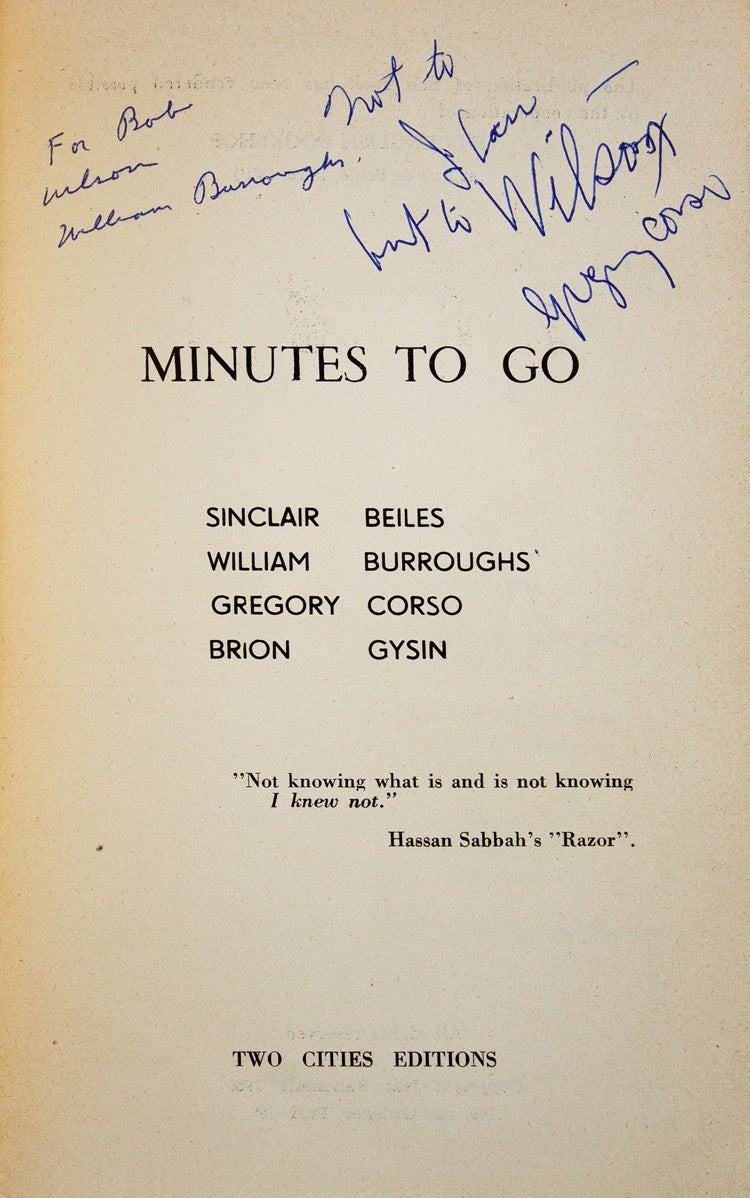 For Bob
Wilson
William Burroughs.
Not to
but to Wilson
Gregory Corso
MINUTES TO GO
SINCLAIR BEILES
WILLIAM BURROUGHS
GREGORY CORSO
BRION GYSIN
"Not knowing what is and is not knowing
I knew not."
Hassan Sabbah's "Razor".
TWO CITIES EDITIONS